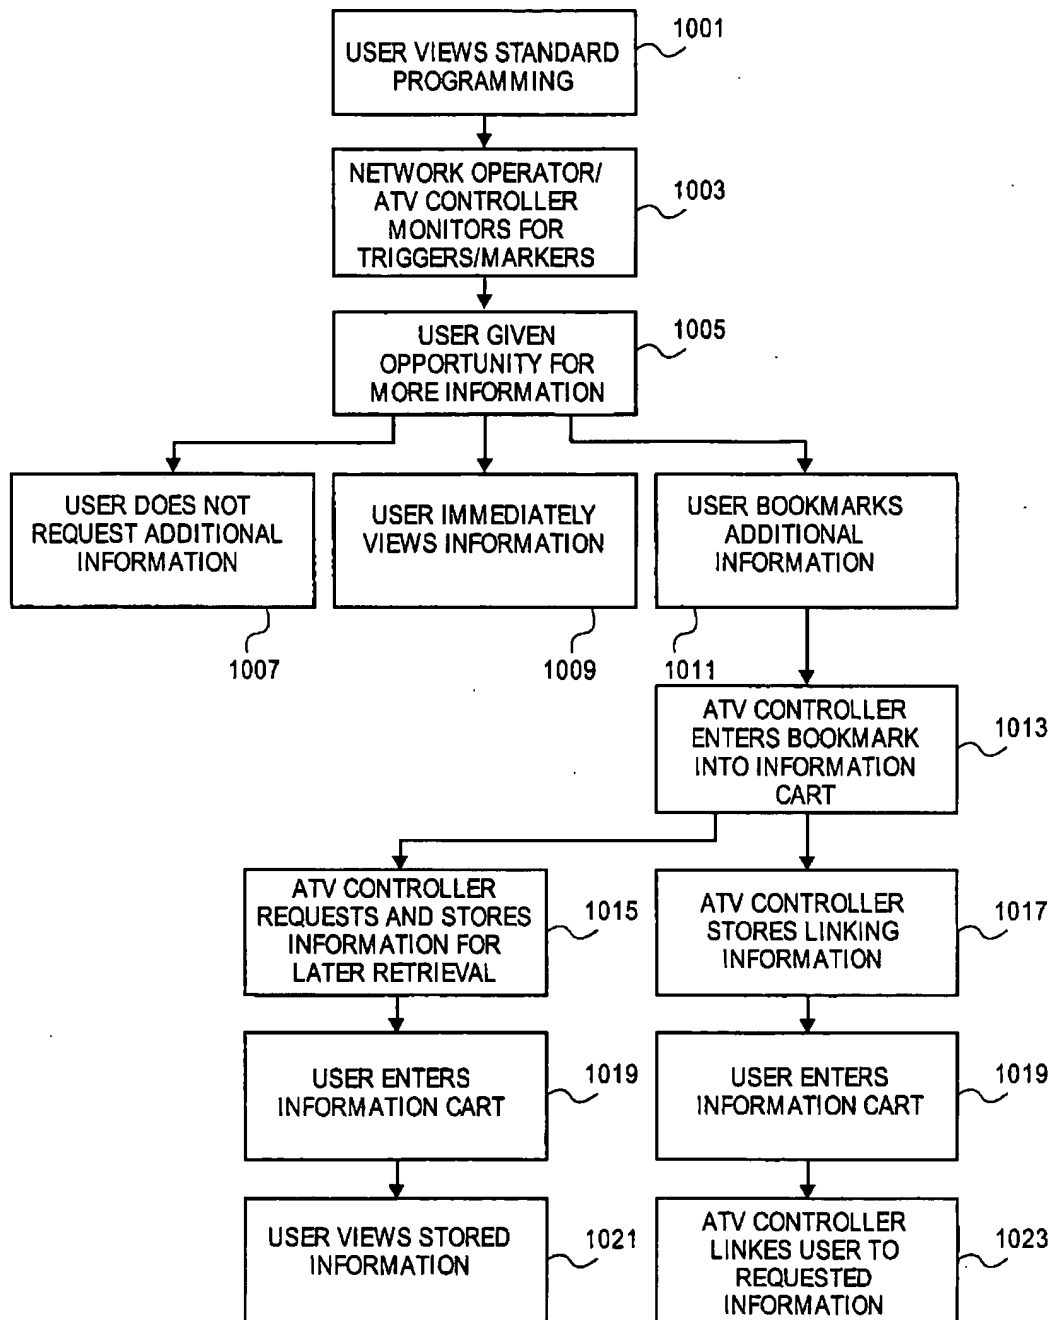 USER VIEWS STANDARD
PROGRAMMING
1001
NETWORK OPERATOR/
ATV CONTROLLER
MONITORS FOR
TRIGGERS/MARKERS
1003
USER GIVEN
OPPORTUNITY FOR
MORE INFORMATION
1005
USER DOES NOT
REQUEST ADDITIONAL
INFORMATION
1007
USER IMMEDIATELY
VIEWS INFORMATION
1009
USER BOOKMARKS
ADDITIONAL
INFORMATION
1011
ATV CONTROLLER
ENTERS BOOKMARK
INTO INFORMATION
CART
1013
ATV CONTROLLER
REQUESTS AND STORES
INFORMATION FOR
LATER RETRIEVAL
1015
ATV CONTROLLER
STORES LINKING
INFORMATION
1017
USER ENTERS
INFORMATION CART
1019
USER ENTERS
INFORMATION CART
1019
USER VIEWS STORED
INFORMATION
1021
ATV CONTROLLER
LINKES USER TO
REQUESTED
INFORMATION
1023